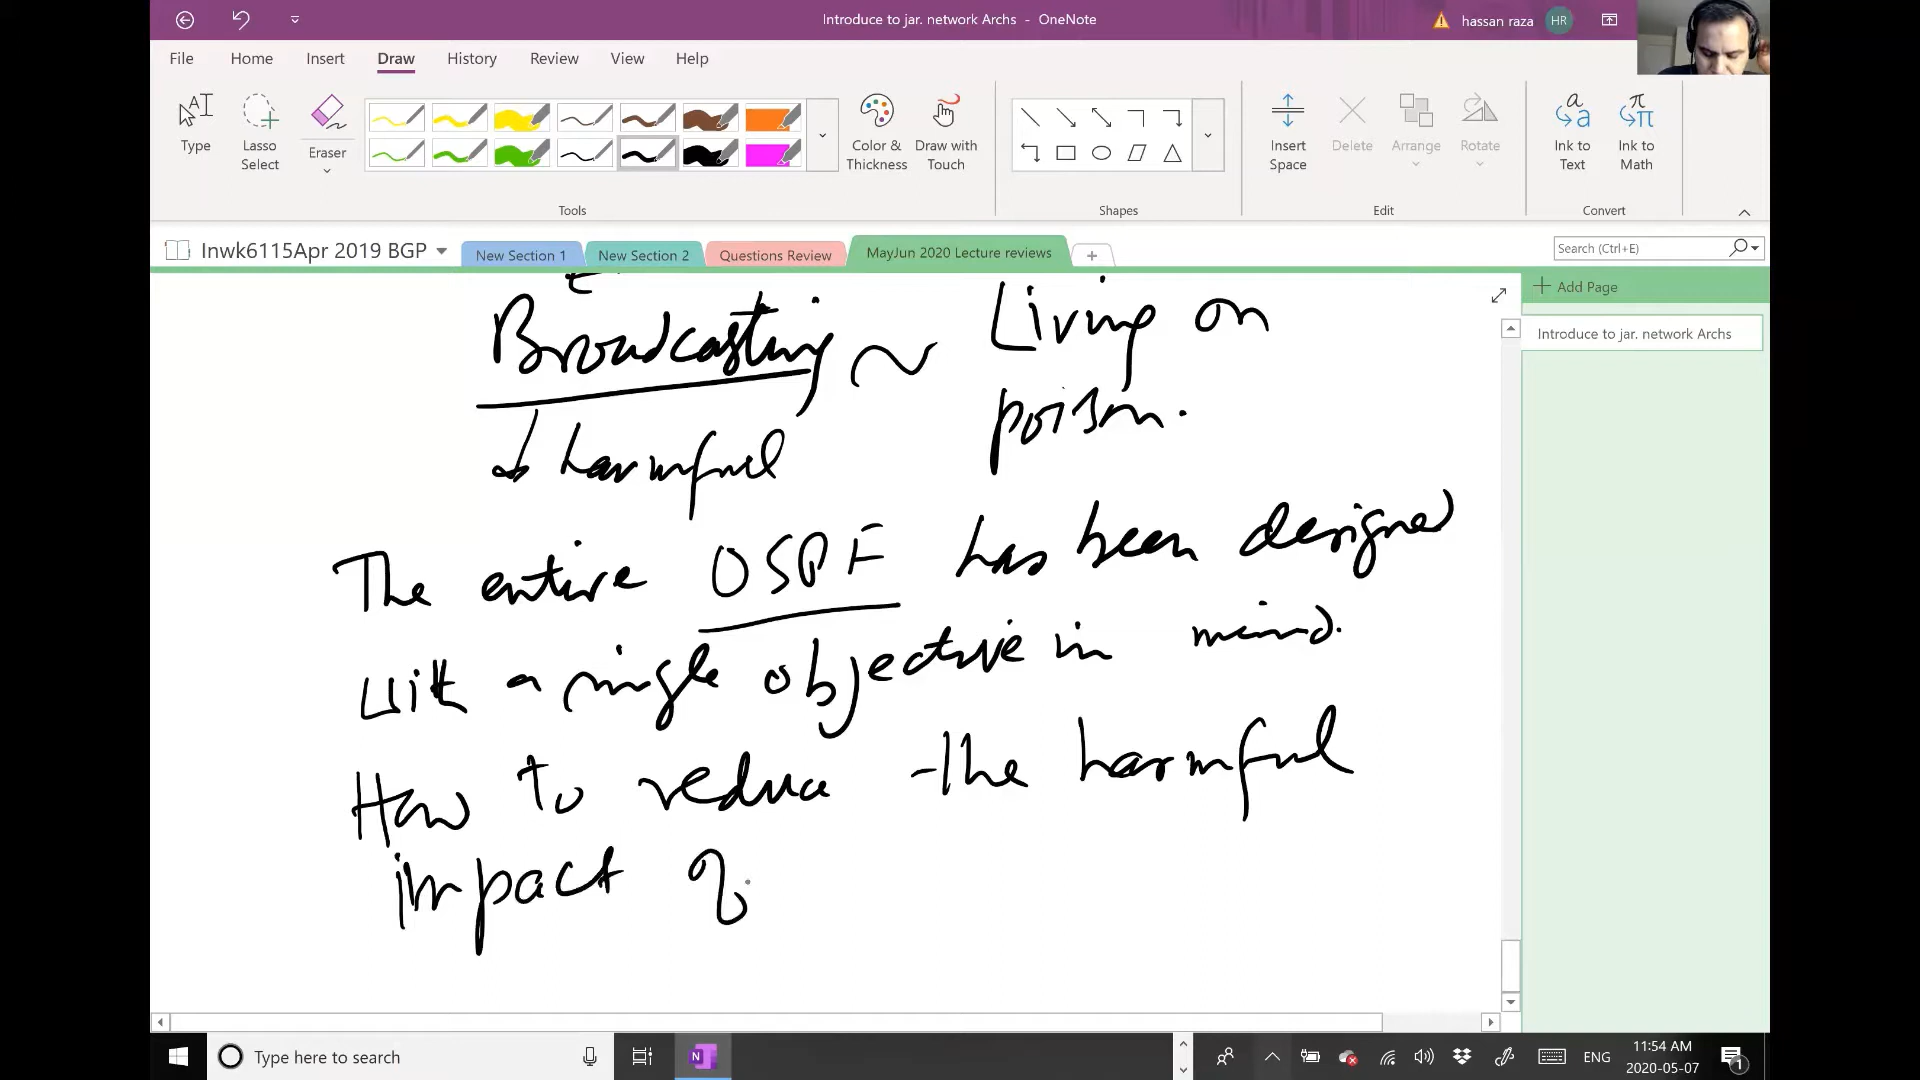 Introduce to jar. network Archs - OneNote
hassan raza HR
File Home Insert Draw History View Review Help
Type
Lasso Select
Eraser
Color & Thickness
Draw with Touch
Insert Space
Delete
Arrange
Rotate
Ink to Text
Ink to Math
Tools
Shapes
Edit
Convert
Inwk6115Apr 2019 BGP
New Section 1
New Section 2
Questions Review
MayJun 2020 Lecture reviews
Search (Ctrl+E)
Add Page
Introduce to jar. network Archs
Broadcasting ~ Living on
poison.
harmful
The entire OSPF has been designed
with a single objective in mind.
How to reduce the harmful
impact of
Type here to search
ENG
11:54 AM
2020-05-07
1